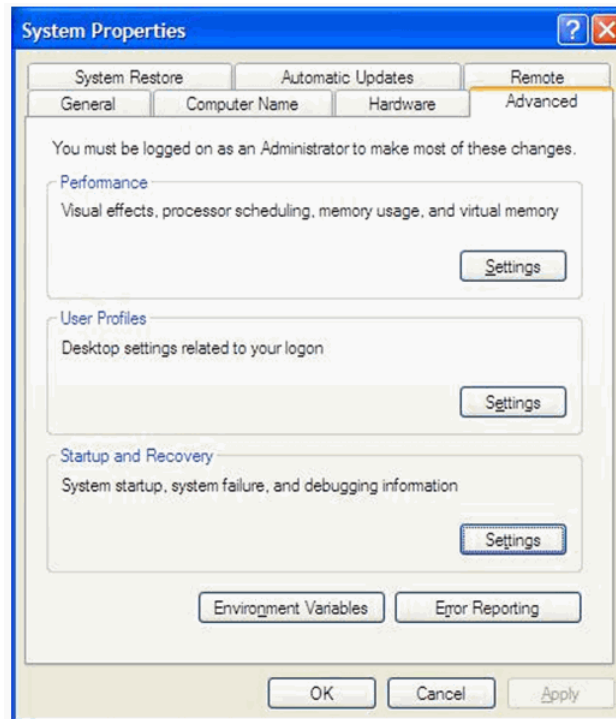 System Properties
System Restore Automatic Updates Remote
General Computer Name Hardware Advanced
You must be logged on as an Administrator to make most of these changes.
Performance
Visual effects, processor scheduling, memory usage, and virtual memory
Settings
User Profiles
Desktop settings related to your logon
Settings
Startup and Recovery
System startup, system failure, and debugging information
Settings
Environment Variables Error Reporting
OK Cancel Apply